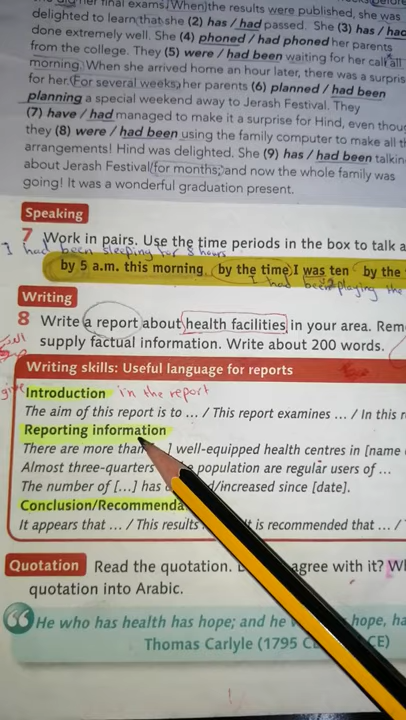 her final exams. When the results were published, she was
delighted to learn that she (2) has / had passed. She (3) has / had
done extremely well. She (4) phoned / had phoned her parents
from the college. They (5) were / had been waiting for her call all
morning. When she arrived home an hour later, there was a surpris
for her. For several weeks, her parents (6) planned / had been
planning a special weekend away to Jerash Festival. They
(7) have / had managed to make it a surprise for Hind, even thou
they (8) were / had been using the family computer to make all t
arrangements! Hind was delighted. She (9) has / had been talkin
about Jerash Festival for months, and now the whole family was
going! It was a wonderful graduation present.
Speaking
7 Work in pairs. Use the time periods in the box to talk a
I had been sleeping for 8 hours
by 5 a.m. this morning by the time I was ten by the
I had been playing the
Writing
8 Write a report about health facilities in your area. Rem
supply factual information. Write about 200 words.
Writing skills: Useful language for reports
Introduction in the report
The aim of this report is to ... / This report examines ... / In this r
Reporting information
There are more than ] well-equipped health centres in [name
Almost three-quarters population are regular users of ...
The number of [...] has /increased since [date].
Conclusion/Recommenda
It appears that ... / This results is recommended that ... /
Quotation Read the quotation. agree with it?
quotation into Arabic.
He who has health has hope; and he hope, ha
Thomas Carlyle (1795 CE CE)